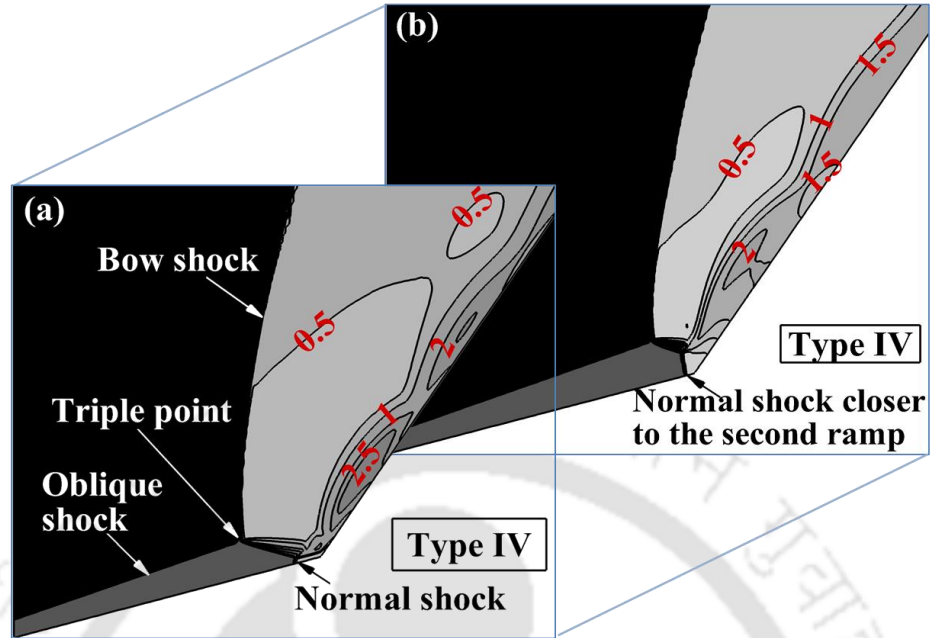 (b)
1.5
1
0.5
1.5
2
Type IV
Normal shock closer
to the second ramp
(a)
0.5
Bow shock
0.5
2
Triple point
1
2.5
Oblique
shock
Type IV
Normal shock